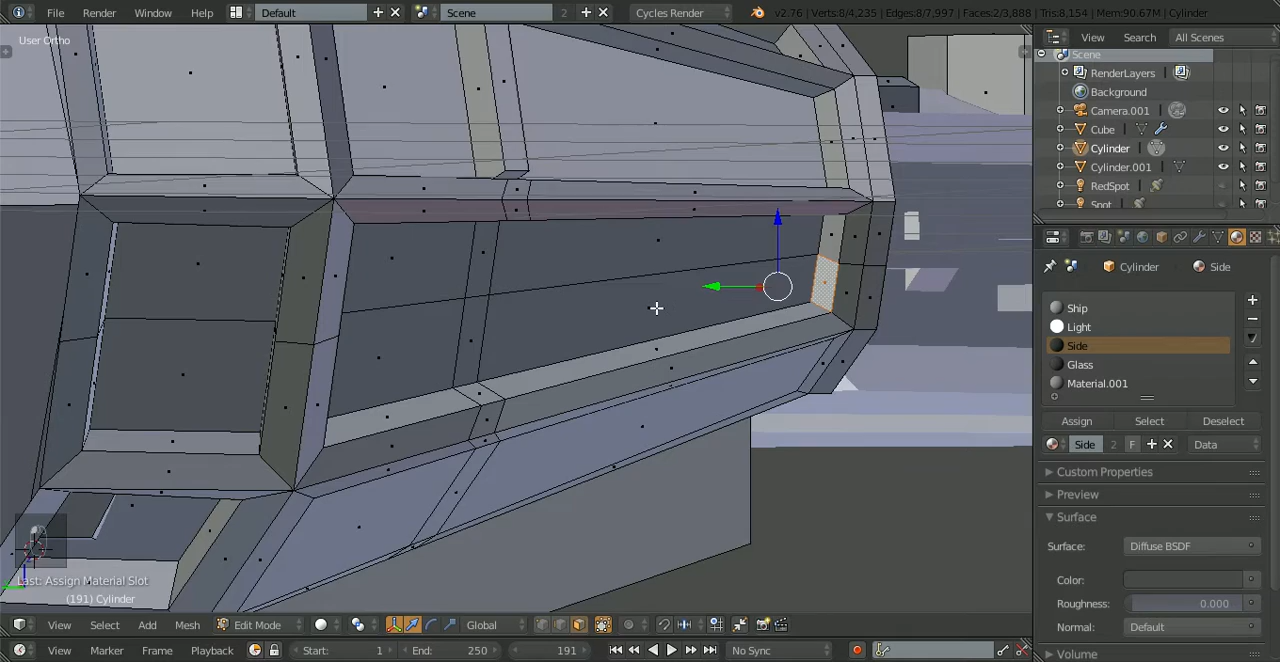 File Render Window Help Default Scene 2 Cycles Render v2.76 | Verts:8/4,235 | Edges:8/7,997 | Faces:2/3,888 | Tris:8,154 | Mem:90.67M | Cylinder
User Ortho
View Search All Scenes
Scene
RenderLayers |
Background
Camera.001 |
Cube |
Cylinder |
Cylinder.001 |
RedSpot |
Spot
Cylinder Side
Ship
Light
Side
Glass
Material.001
Assign Select Deselect
Side 2 F Data
Custom Properties
Preview
Surface
Surface: Diffuse BSDF
Color:
Roughness: 0.000
Normal: Default
Volume
Last: Assign Material Slot
(191) Cylinder
View Select Add Mesh Edit Mode Global
View Marker Frame Playback Start: 1 End: 250 191 No Sync